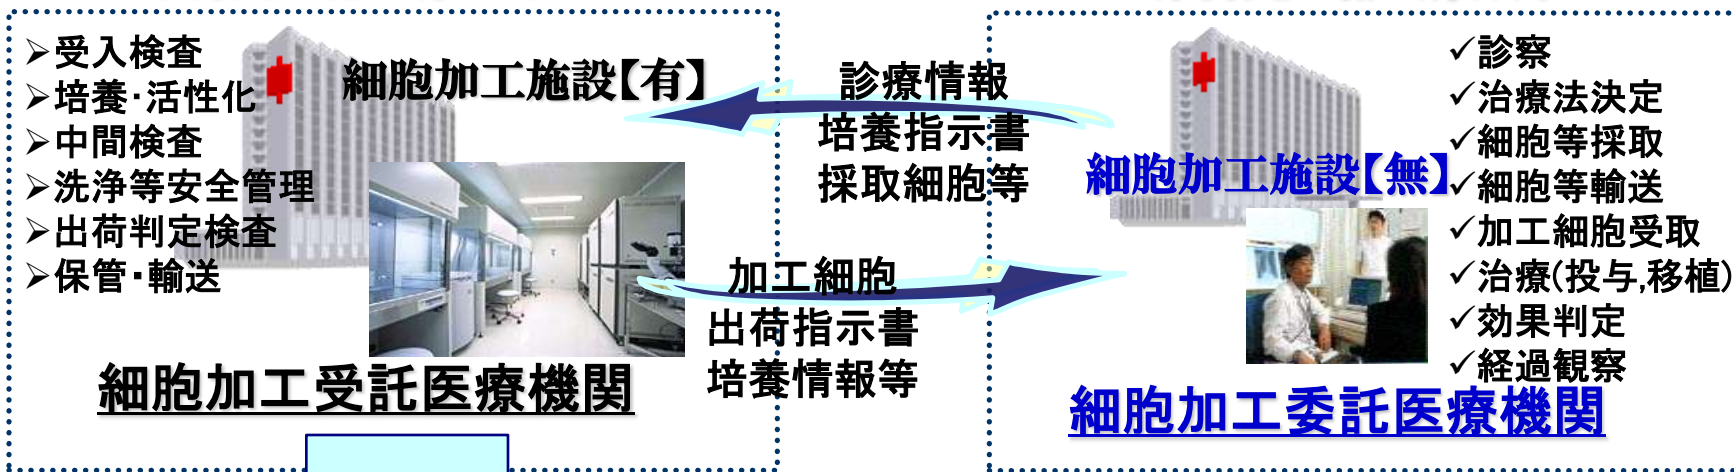 受入検査
培養・活性化
中間検査
洗浄等安全管理
出荷判定検査
保管・輸送
細胞加工施設【有】
細胞加工受託医療機関
診療情報
培養指示書
採取細胞等
加工細胞
出荷指示書
培養情報等
細胞加工施設【無】
診察
治療法決定
細胞等採取
細胞等輸送
加工細胞受取
治療(投与,移植)
効果判定
経過観察
細胞加工委託医療機関